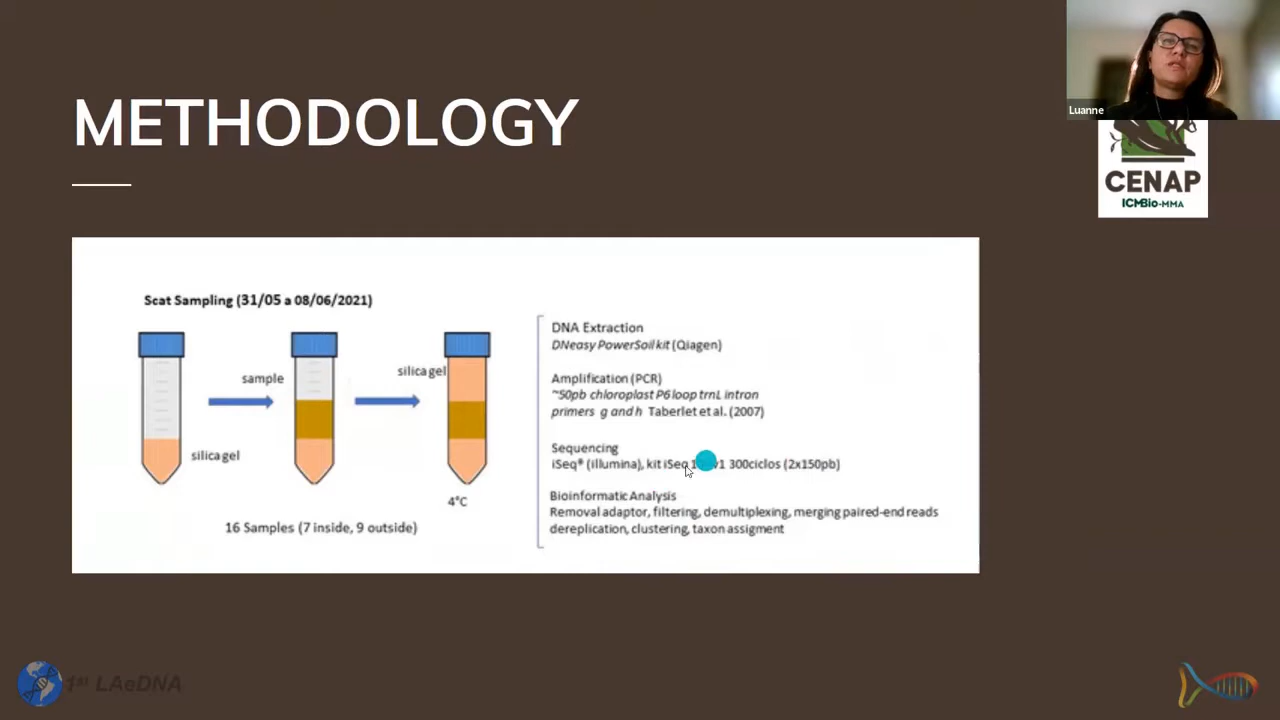 Luanne
METHODOLOGY
CENAP
ICMBio-MMA
Scat Sampling (31/05 a 08/06/2021)
sample
silica gel
silica gel
4°C
16 Samples (7 inside, 9 outside)
DNA Extraction
DNeasy PowerSoil kit (Qiagen)
Amplification (PCR)
~50pb chloroplast P6 loop trnL intron
primers g and h Taberlet et al. (2007)
Sequencing
iSeq® (illumina), kit iSeq v1 300ciclos (2x150pb)
Bioinformatic Analysis
Removal adaptor, filtering, demultiplexing, merging paired-end reads
dereplication, clustering, taxon assigment
1st LAeDNA